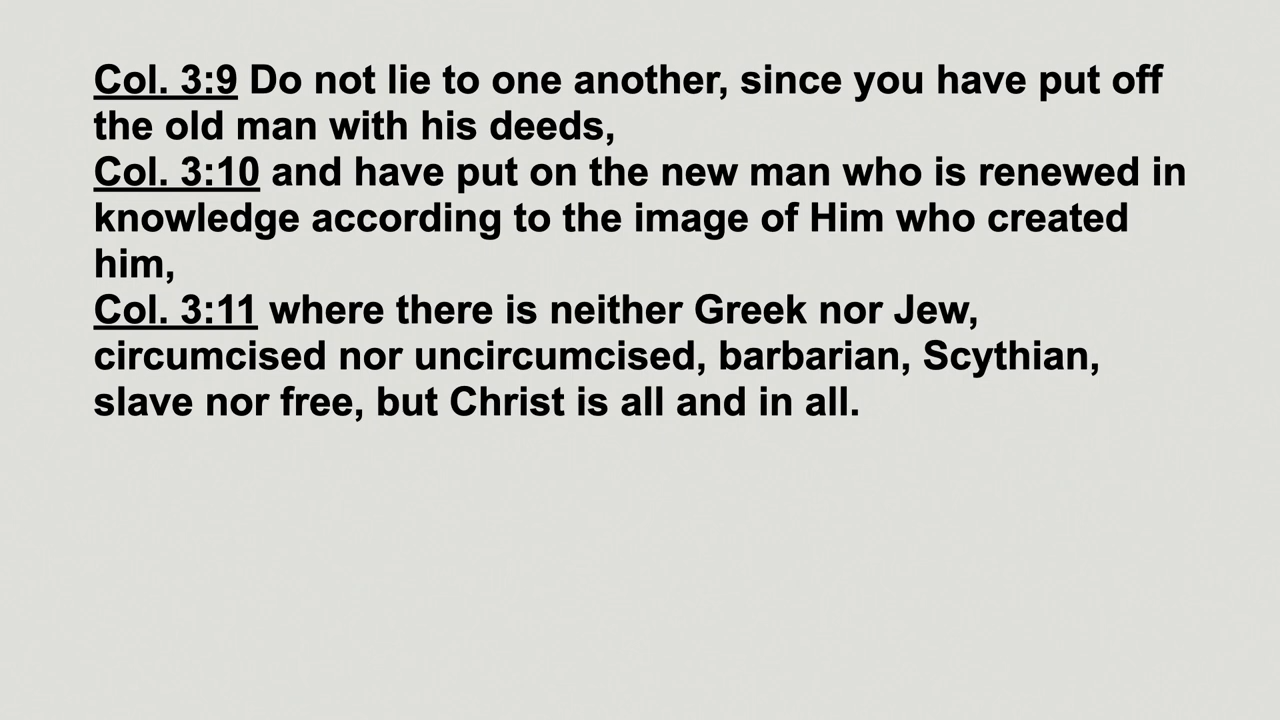 Col. 3:9 Do not lie to one another, since you have put off
the old man with his deeds,
Col. 3:10 and have put on the new man who is renewed in
knowledge according to the image of Him who created
him,
Col. 3:11 where there is neither Greek nor Jew,
circumcised nor uncircumcised, barbarian, Scythian,
slave nor free, but Christ is all and in all.